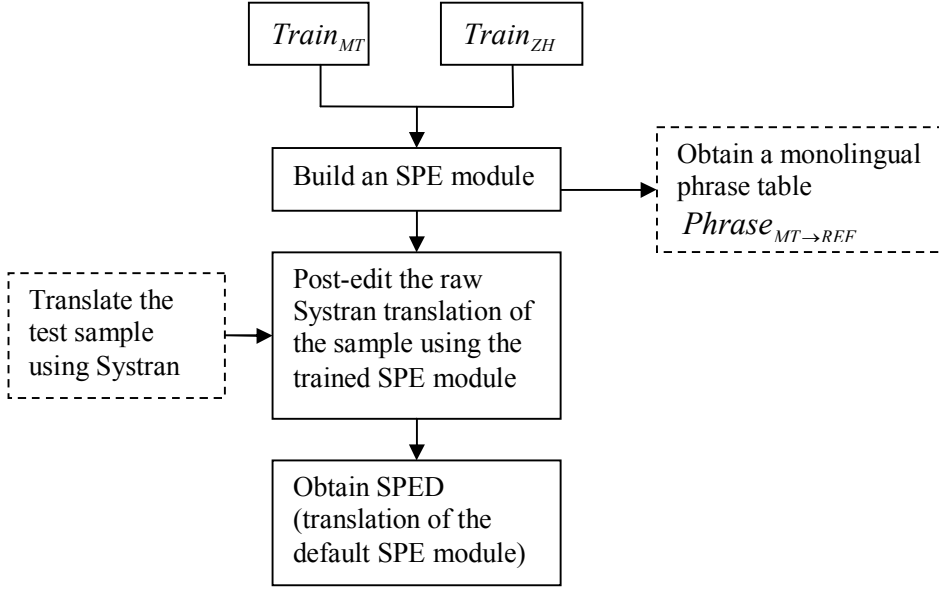 Train_MT
Train_ZH
Build an SPE module
Obtain a monolingual
phrase table
Phrase_MT→REF
Translate the
test sample
using Systran
Post-edit the raw
Systran translation of
the sample using the
trained SPE module
Obtain SPED
(translation of the
default SPE module)